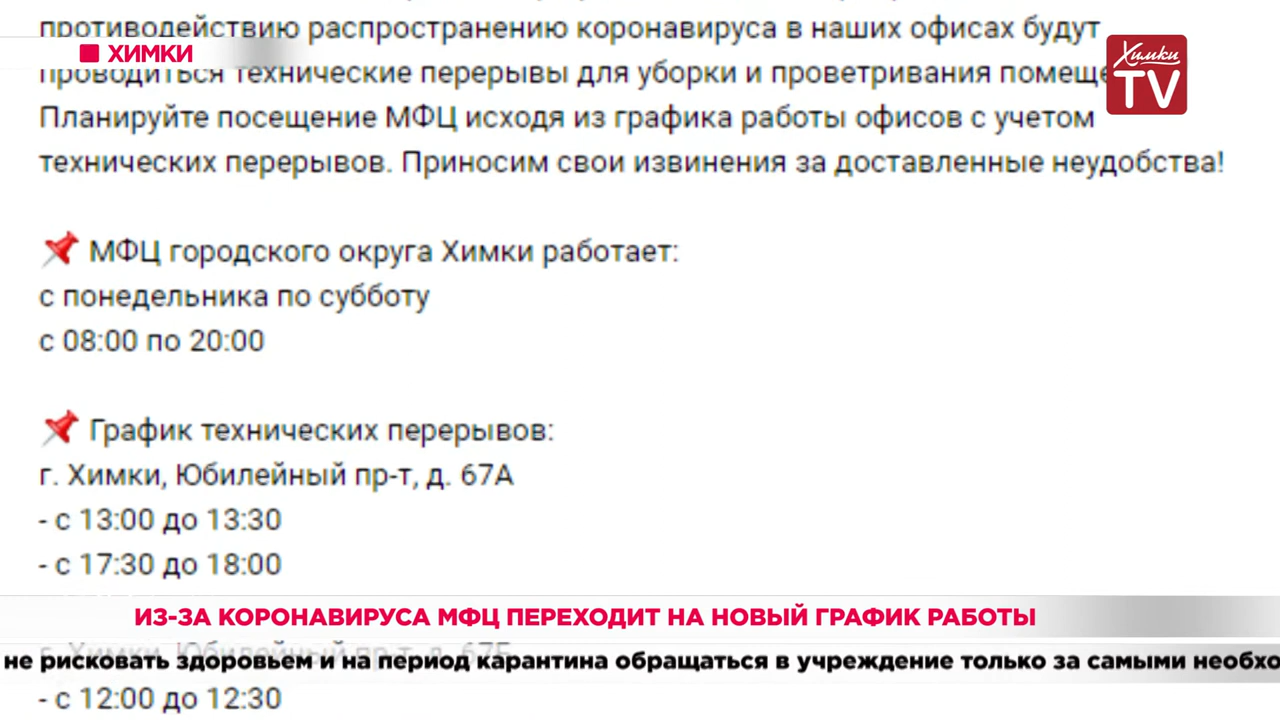 противодействию распространению коронавируса в наших офисах будут
ХИМКИ
проводиться технические перерывы для уборки и проветривания
Химки
TV
Планируйте посещение МФЦ исходя из графика работы офисов с учетом
технических перерывов. Приносим свои извинения за доставленные неудобства!
МФЦ городского округа Химки работает:
с понедельника по субботу
с 08:00 по 20:00
График технических перерывов:
г. Химки, Юбилейный пр-т, д. 67А
- с 13:00 до 13:30
- с 17:30 до 18:00
ИЗ-ЗА КОРОНАВИРУСА МФЦ ПЕРЕХОДИТ НА НОВЫЙ ГРАФИК РАБОТЫ
не рисковать здоровьем и на период карантина обращаться в учреждение только за самыми необхо
- с 12:00 до 12:30